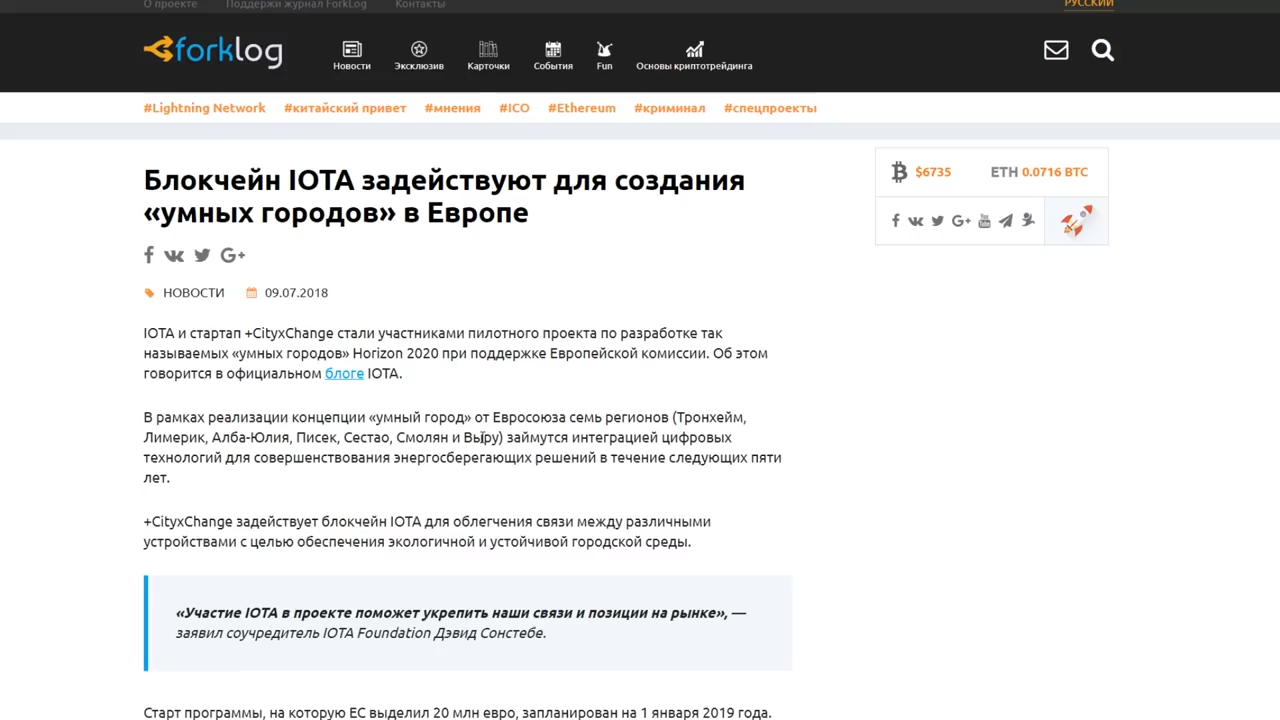 О проекте Поддержи журнал ForkLog Контакты РУССКИЙ
forklog
Новости Эксклюзив Карточки События Fun Основы криптотрейдинга
#Lightning Network #китайский привет #мнения #ICO #Ethereum #криминал #спецпроекты
Блокчейн IOTA задействуют для создания
«умных городов» в Европе
$6735 ETH 0.0716 BTC
НОВОСТИ 09.07.2018
IOTA и стартап +CityxChange стали участниками пилотного проекта по разработке так
называемых «умных городов» Horizon 2020 при поддержке Европейской комиссии. Об этом
говорится в официальном блоге IOTA.
В рамках реализации концепции «умный город» от Евросоюза семь регионов (Тронхейм,
Лимерик, Алба-Юлия, Писек, Сестао, Смолян и Выру) займутся интеграцией цифровых
технологий для совершенствования энергосберегающих решений в течение следующих пяти
лет.
+CityxChange задействует блокчейн IOTA для облегчения связи между различными
устройствами с целью обеспечения экологичной и устойчивой городской среды.
«Участие IOTA в проекте поможет укрепить наши связи и позиции на рынке», —
заявил соучредитель IOTA Foundation Дэвид Сонстебе.
Старт программы, на которую ЕС выделил 20 млн евро, запланирован на 1 января 2019 года.